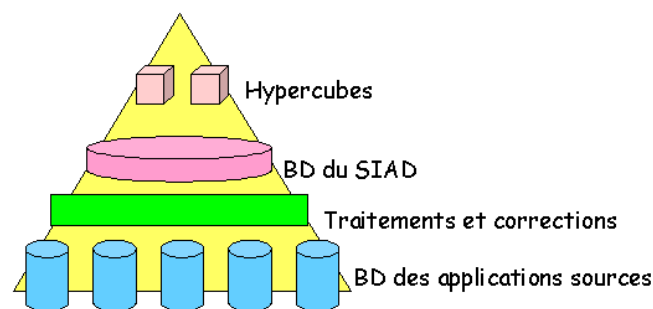 Hypercubes
BD du SIAD
Traitements et corrections
BD des applications sources